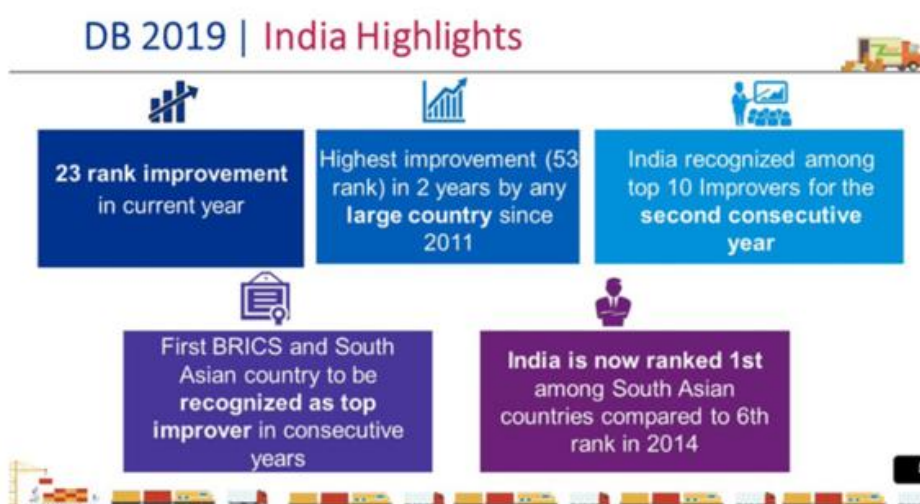 DB 2019 | India Highlights
23 rank improvement
in current year
Highest improvement (53
rank) in 2 years by any
large country since
2011
India recognized among
top 10 Improvers for the
second consecutive
year
First BRICS and South
Asian country to be
recognized as top
improver in consecutive
years
India is now ranked 1st
among South Asian
countries compared to 6th
rank in 2014